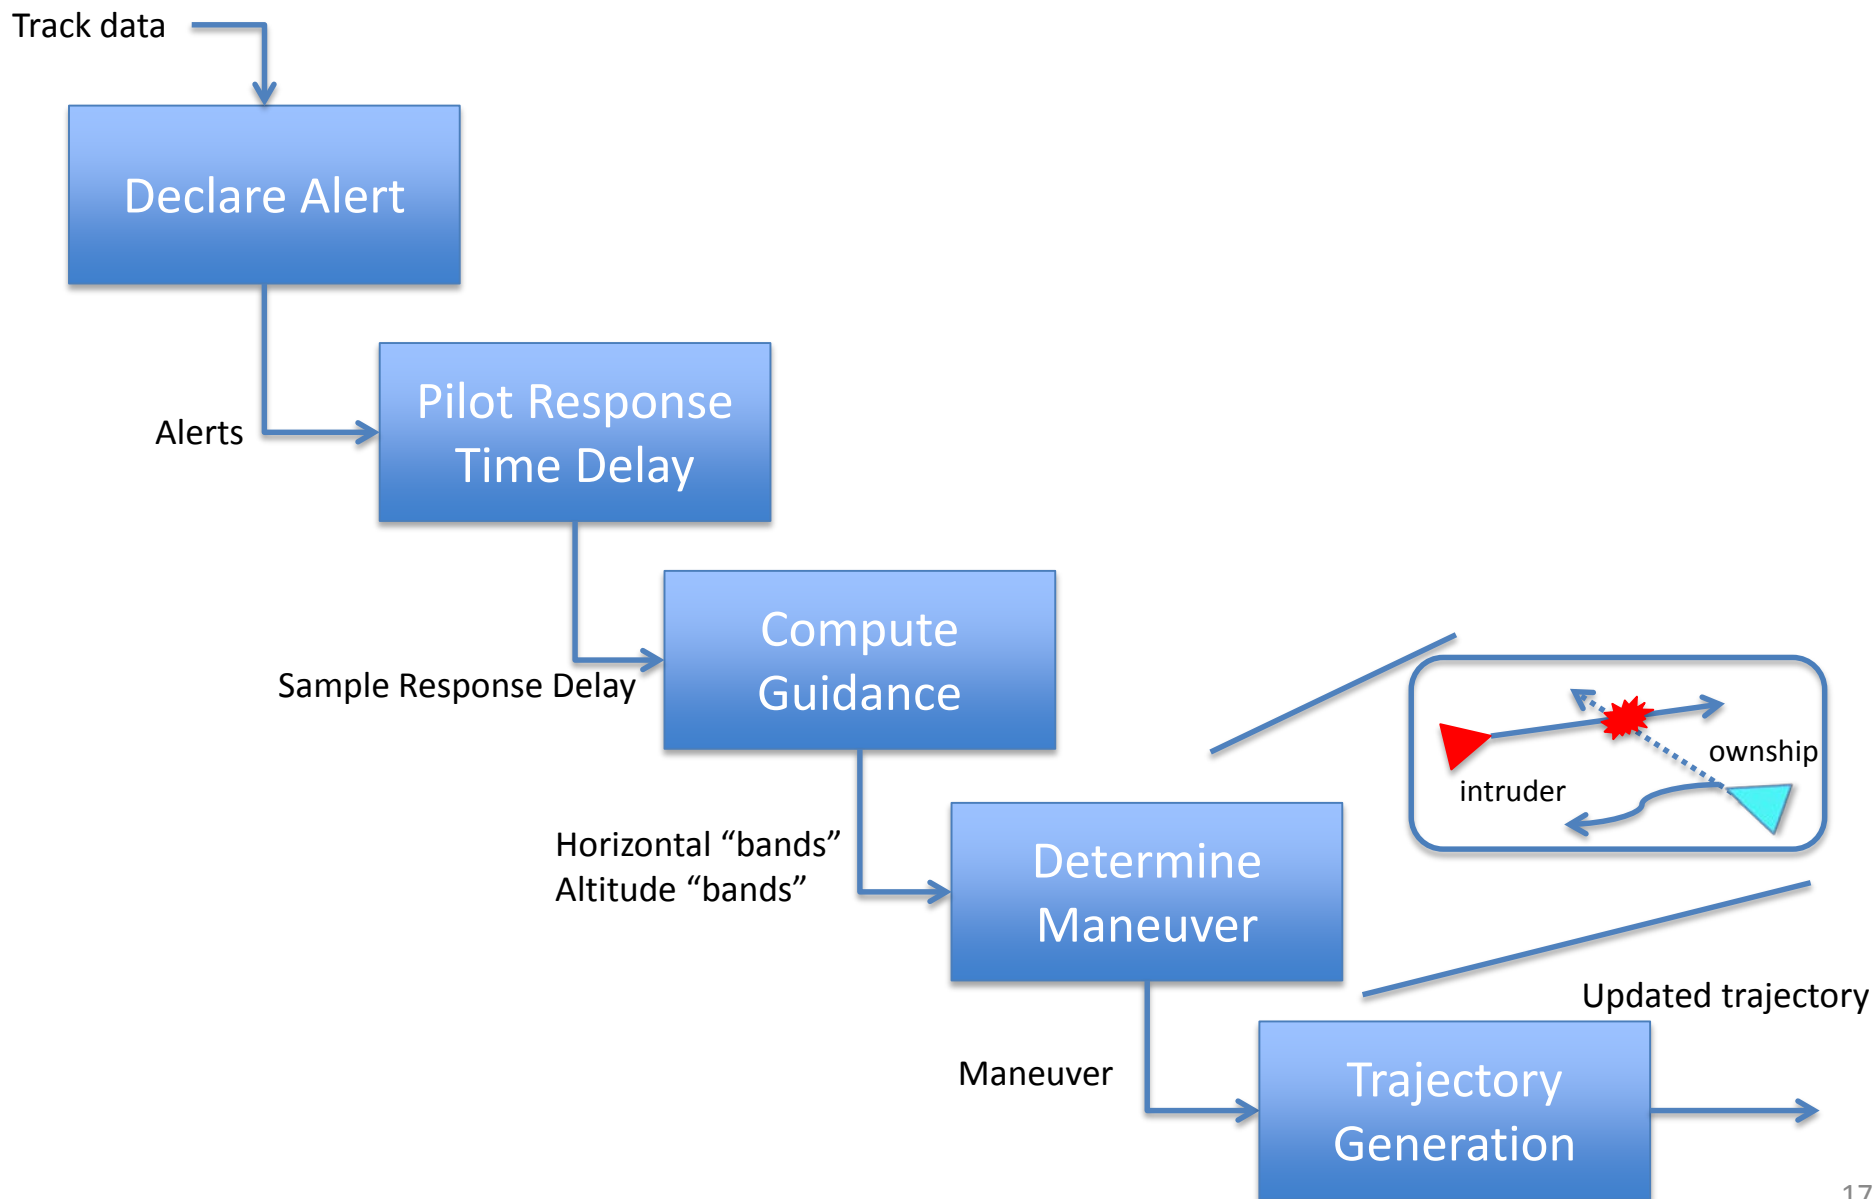 Track data
Declare Alert
Alerts
Pilot Response
Time Delay
Sample Response Delay
Compute
Guidance
Horizontal “bands”
Altitude “bands”
Determine
Maneuver
intruder
ownship
Maneuver
Trajectory
Generation
Updated trajectory
17